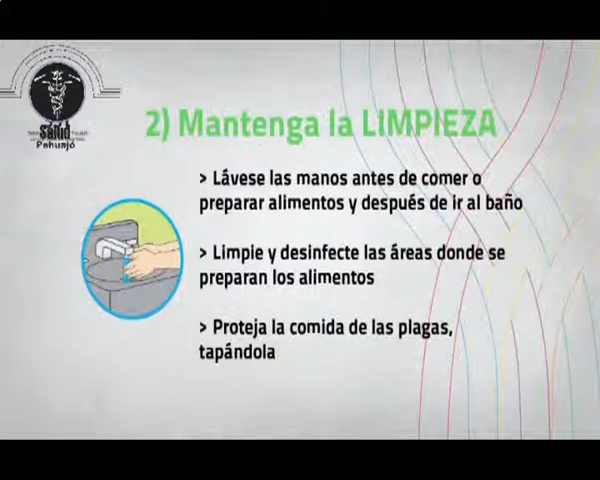 Salud
Pahuajó
2) Mantenga la LIMPIEZA
> Lávese las manos antes de comer o
preparar alimentos y después de ir al baño
> Limpie y desinfecte las áreas donde se
preparan los alimentos
> Proteja la comida de las plagas,
tapándola